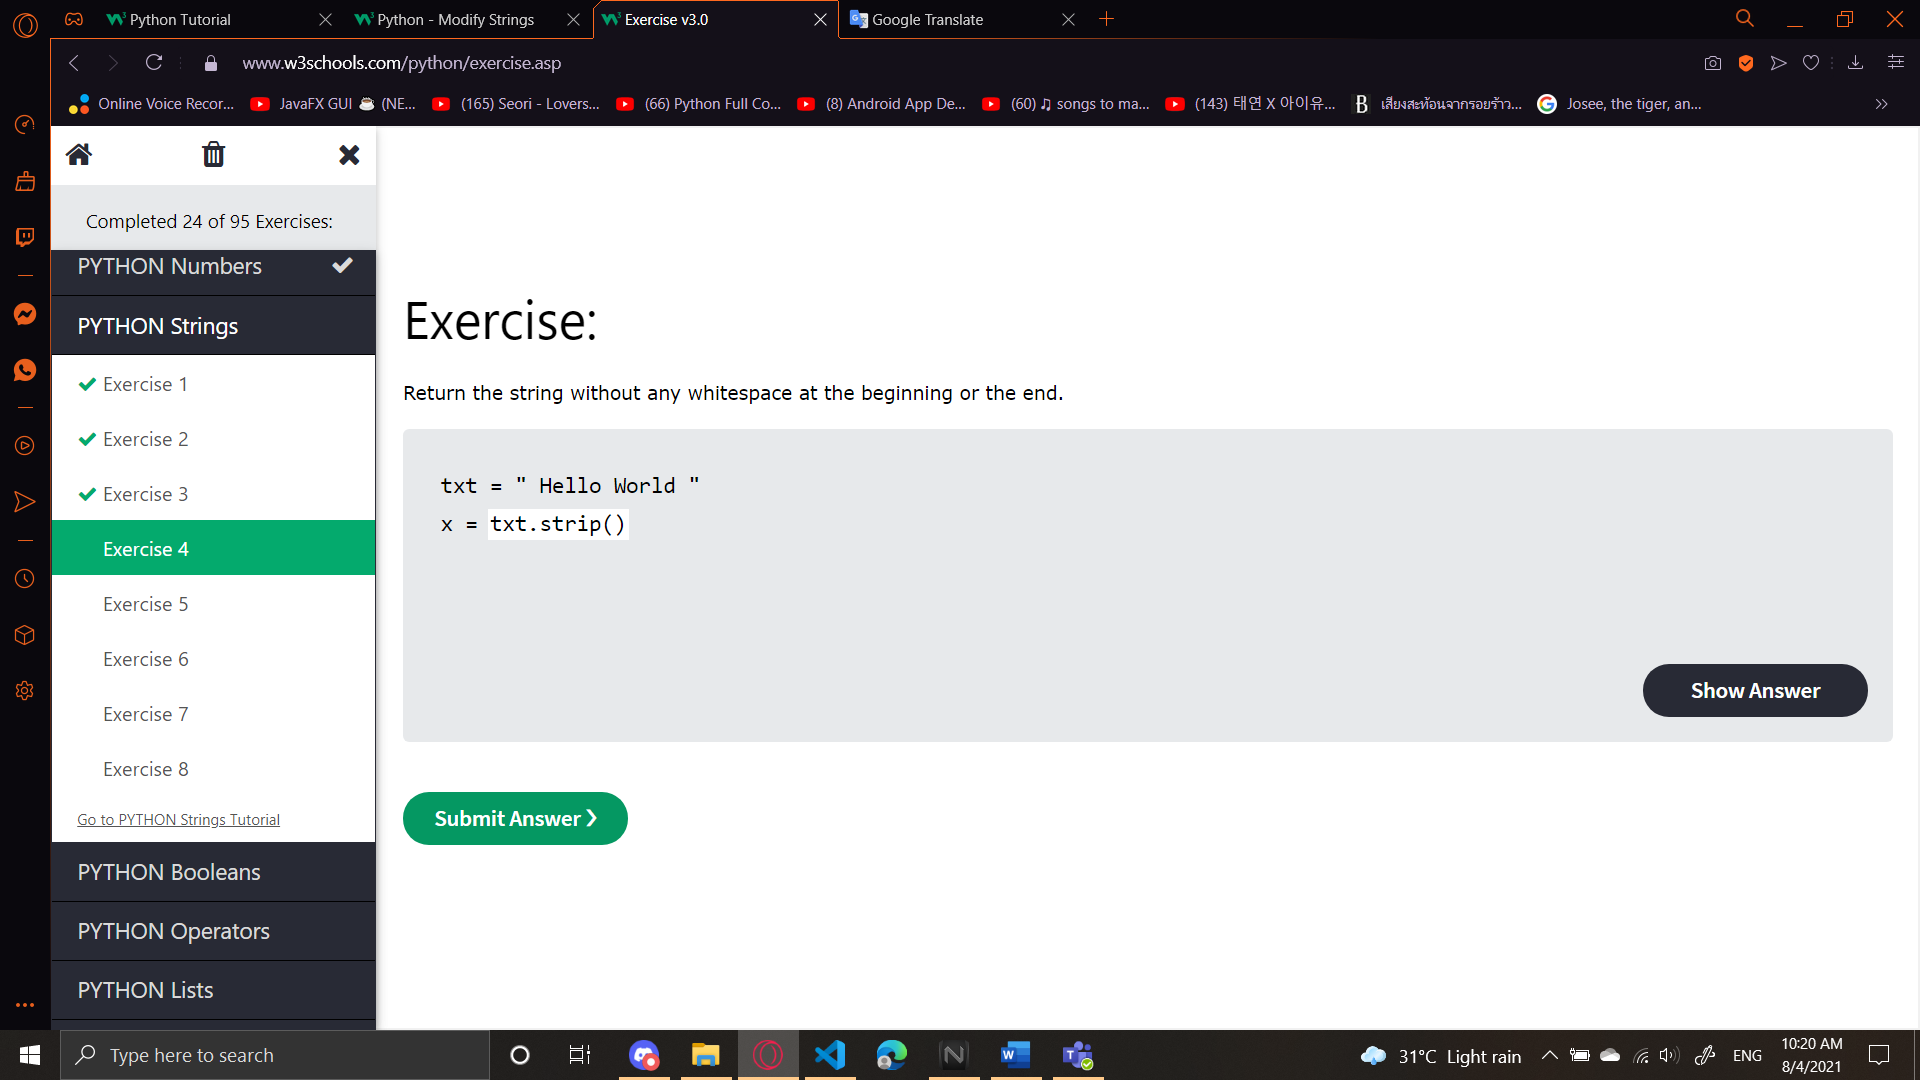 Python Tutorial
Python - Modify Strings
Exercise v3.0
Google Translate
www.w3schools.com/python/exercise.asp
Online Voice Recor...
JavaFX GUI ☕ (NE...
(165) Seori - Lovers...
(66) Python Full Co...
(8) Android App De...
(60) ♫ songs to ma...
(143) 태연 X 아이유...
เสียงสะท้อนจากรอยร้าว...
Josee, the tiger, an...
Completed 24 of 95 Exercises:
PYTHON Numbers
PYTHON Strings
Exercise 1
Exercise 2
Exercise 3
Exercise 4
Exercise 5
Exercise 6
Exercise 7
Exercise 8
Go to PYTHON Strings Tutorial
PYTHON Booleans
PYTHON Operators
PYTHON Lists
Exercise:
Return the string without any whitespace at the beginning or the end.
txt = " Hello World "
x = txt.strip()
Show Answer
Submit Answer ❯
Type here to search
31°C Light rain
ENG
10:20 AM
8/4/2021